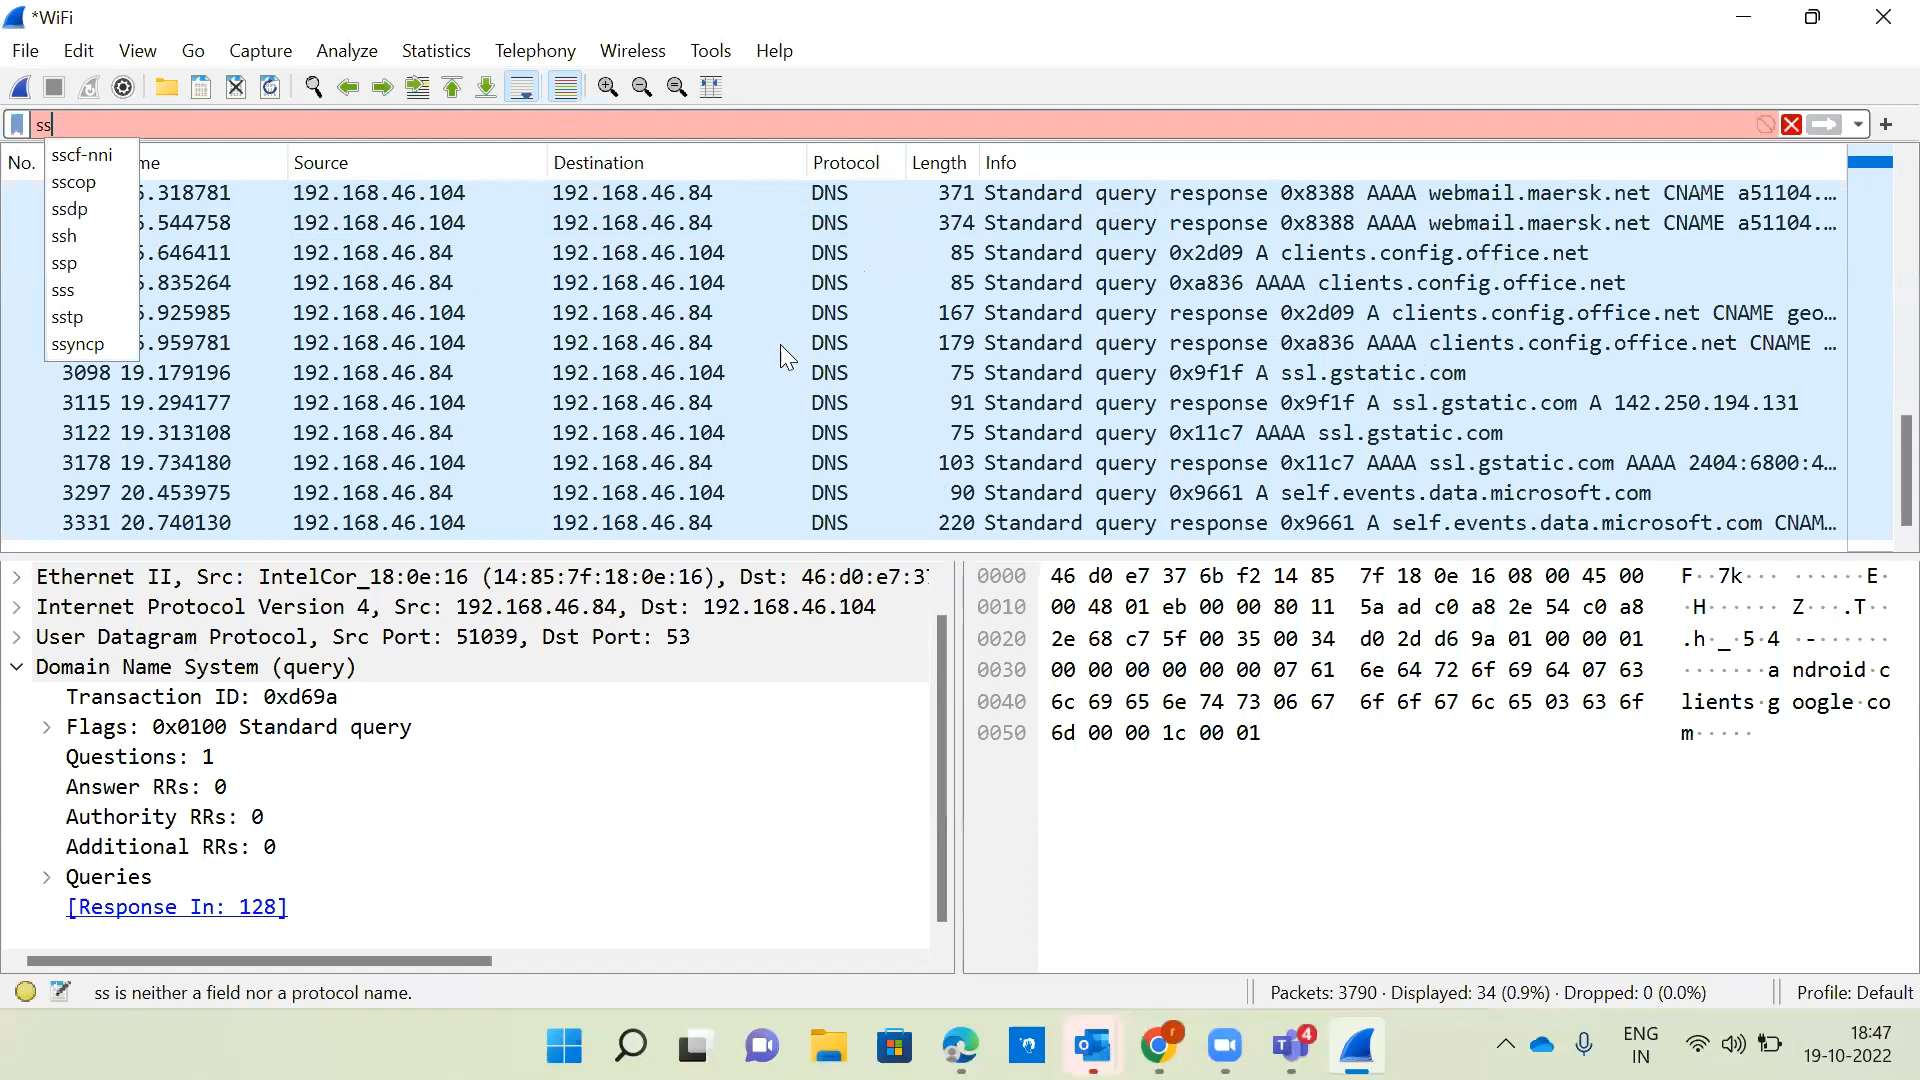 *WiFi
File Edit View Go Capture Analyze Statistics Telephony Wireless Tools Help
ss
sscf-nni
sscop
ssdp
ssh
ssp
sss
sstp
ssyncp
No. me Source Destination Protocol Length Info
5.318781 192.168.46.104 192.168.46.84 DNS 371 Standard query response 0x8388 AAAA webmail.maersk.net CNAME a51104.…
5.544758 192.168.46.104 192.168.46.84 DNS 374 Standard query response 0x8388 AAAA webmail.maersk.net CNAME a51104.…
5.646411 192.168.46.84 192.168.46.104 DNS 85 Standard query 0x2d09 A clients.config.office.net
5.835264 192.168.46.84 192.168.46.104 DNS 85 Standard query 0xa836 AAAA clients.config.office.net
5.925985 192.168.46.104 192.168.46.84 DNS 167 Standard query response 0x2d09 A clients.config.office.net CNAME geo…
5.959781 192.168.46.104 192.168.46.84 DNS 179 Standard query response 0xa836 AAAA clients.config.office.net CNAME …
3098 19.179196 192.168.46.84 192.168.46.104 DNS 75 Standard query 0x9f1f A ssl.gstatic.com
3115 19.294177 192.168.46.104 192.168.46.84 DNS 91 Standard query response 0x9f1f A ssl.gstatic.com A 142.250.194.131
3122 19.313108 192.168.46.84 192.168.46.104 DNS 75 Standard query 0x11c7 AAAA ssl.gstatic.com
3178 19.734180 192.168.46.104 192.168.46.84 DNS 103 Standard query response 0x11c7 AAAA ssl.gstatic.com AAAA 2404:6800:4…
3297 20.453975 192.168.46.84 192.168.46.104 DNS 90 Standard query 0x9661 A self.events.data.microsoft.com
3331 20.740130 192.168.46.104 192.168.46.84 DNS 220 Standard query response 0x9661 A self.events.data.microsoft.com CNAM…
Ethernet II, Src: IntelCor_18:0e:16 (14:85:7f:18:0e:16), Dst: 46:d0:e7:37
Internet Protocol Version 4, Src: 192.168.46.84, Dst: 192.168.46.104
User Datagram Protocol, Src Port: 51039, Dst Port: 53
Domain Name System (query)
Transaction ID: 0xd69a
Flags: 0x0100 Standard query
Questions: 1
Answer RRs: 0
Authority RRs: 0
Additional RRs: 0
Queries
[Response In: 128]
0000 46 d0 e7 37 6b f2 14 85 7f 18 0e 16 08 00 45 00 F··7k··· ······E·
0010 00 48 01 eb 00 00 80 11 5a ad c0 a8 2e 54 c0 a8 ·H······ Z···.T··
0020 2e 68 c7 5f 00 35 00 34 d0 2d d6 9a 01 00 00 01 .h·_·5·4 ·-······
0030 00 00 00 00 00 00 07 61 6e 64 72 6f 69 64 07 63 ·······a ndroid·c
0040 6c 69 65 6e 74 73 06 67 6f 6f 67 6c 65 03 63 6f lients·g oogle·co
0050 6d 00 00 1c 00 01 m·····
ss is neither a field nor a protocol name.
Packets: 3790 · Displayed: 34 (0.9%) · Dropped: 0 (0.0%)
Profile: Default
4
ENG
IN
18:47
19-10-2022